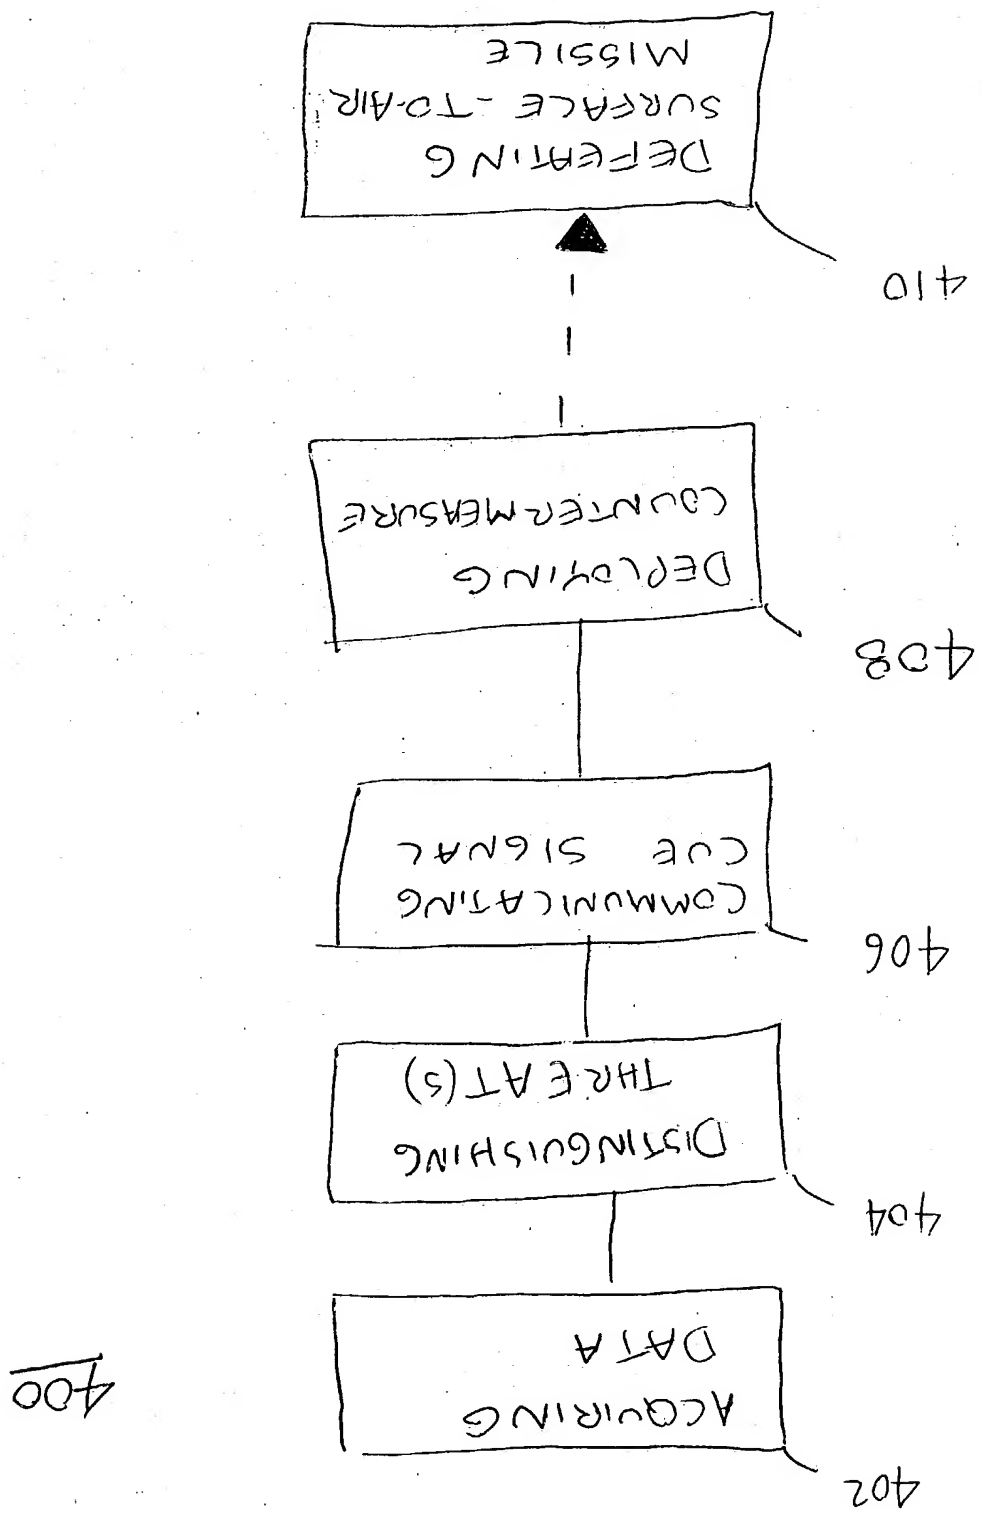 400
402
ACQUIRING
DATA
404
DISTINGUISHING
THREAT(S)
406
COMMUNICATING
CUE SIGNAL
408
DEPLOYING
COUNTERMEASURE
410
DEFEATING
SURFACE-TO-AIR
MISSILE